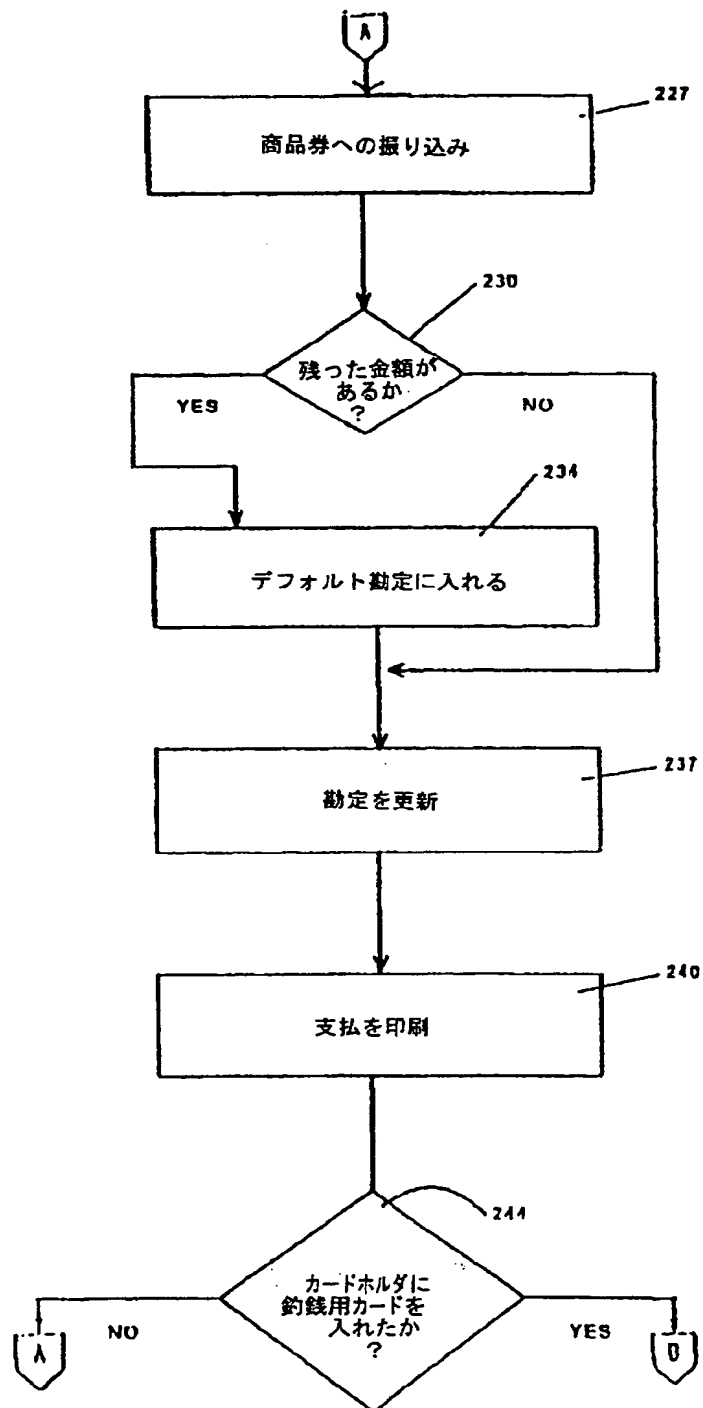 A
227
商品券への振り込み
230
残った金額が
あるか
?
YES
NO
234
デフォルト勘定に入れる
237
勘定を更新
240
支払を印刷
244
カードホルダに
釣銭用カードを
入れたか
?
NO
YES
A